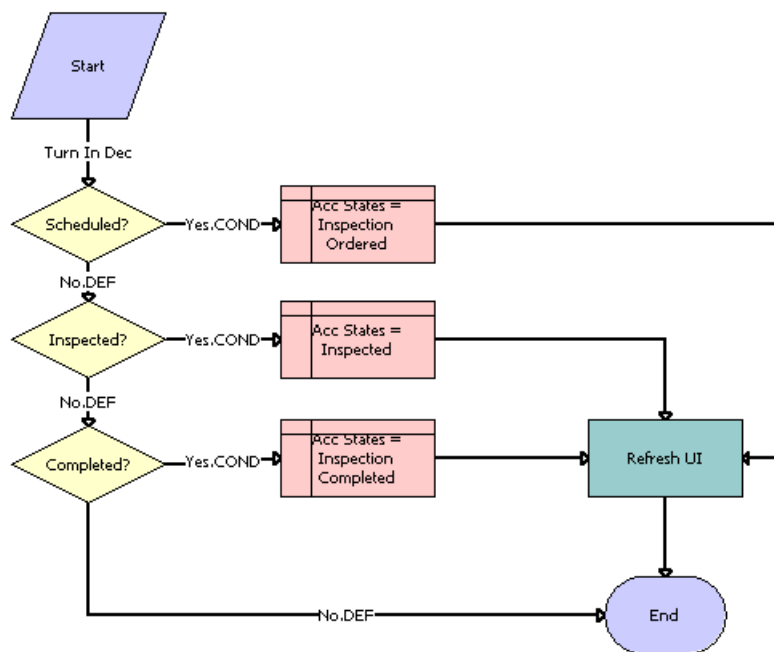 Start
Turn In Dec
Scheduled?
Yes.COND
Acc States =
Inspection
Ordered
No.DEF
Inspected?
Yes.COND
Acc States =
Inspected
No.DEF
Completed?
Yes.COND
Acc States =
Inspection
Completed
Refresh UI
No.DEF
End